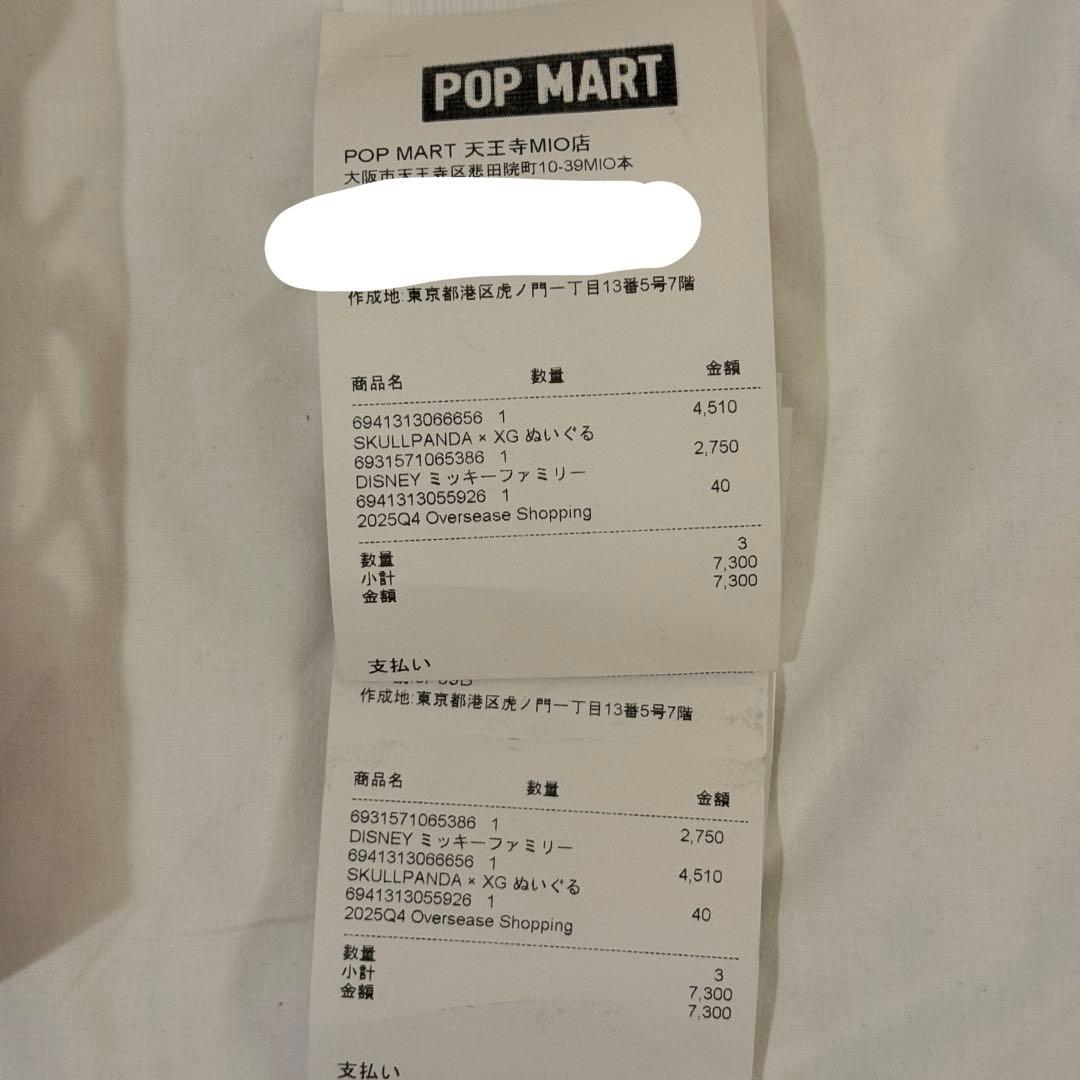 POP MART
POP MART 天王寺MIO店
大阪市天王寺区悲田院町10-39MIO本
作成地:東京都港区虎ノ門一丁目13番5号7階
商品名 数量 金額
6941313066656 1 4,510
SKULLPANDA × XG ぬいぐる
6931571065386 1 2,750
DISNEY ミッキーファミリー
6941313055926 1 40
2025Q4 Oversease Shopping
数量 3
小計 7,300
金額 7,300
支払い
作成地:東京都港区虎ノ門一丁目13番5号7階
商品名 数量 金額
6931571065386 1 2,750
DISNEY ミッキーファミリー
6941313066656 1 4,510
SKULLPANDA × XG ぬいぐる
6941313055926 1 40
2025Q4 Oversease Shopping
数量 3
小計 7,300
金額 7,300
支払い